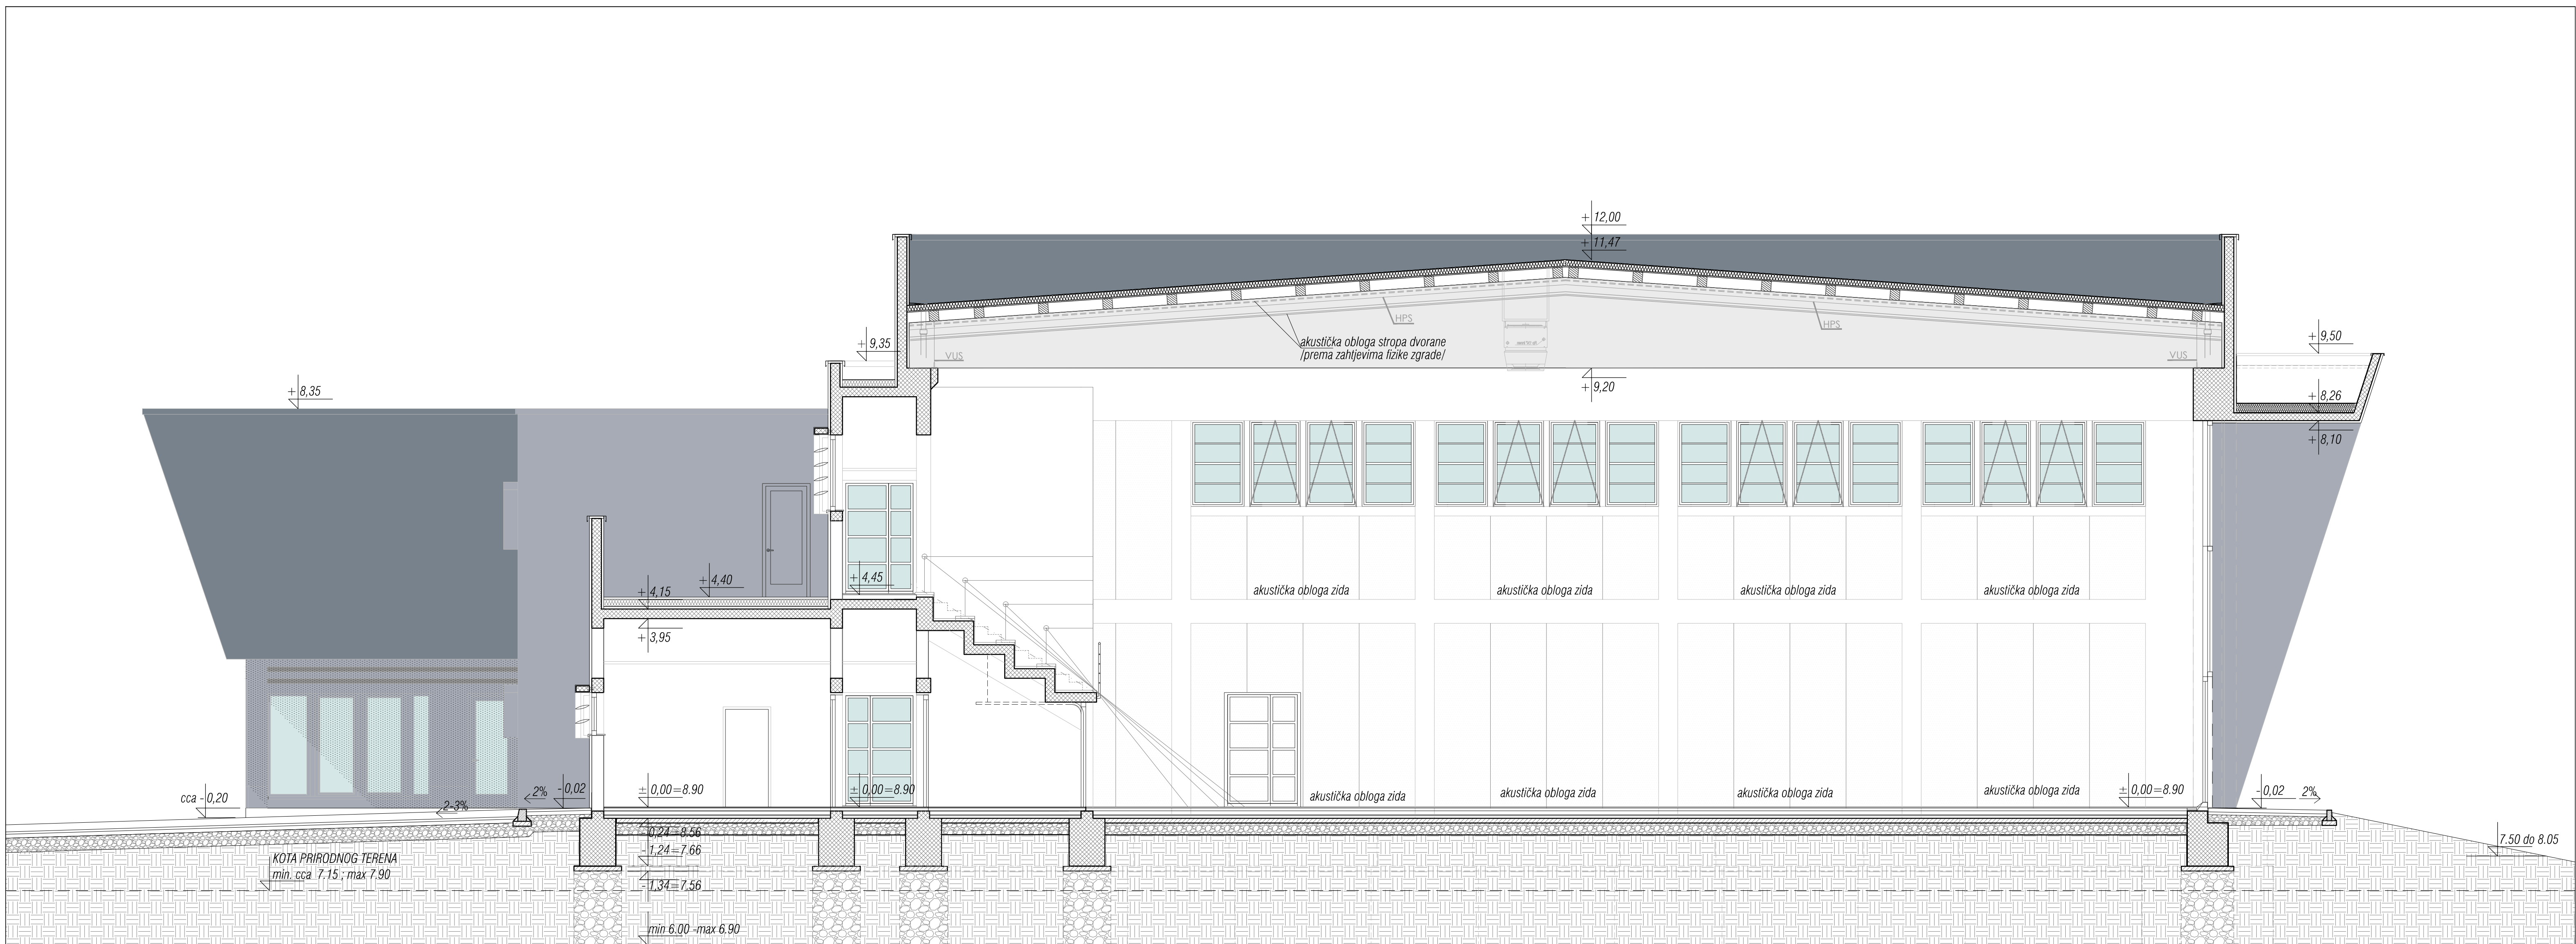 + 12,00
+ 11,47
HPS
HPS
akustička obloga stropa dvorane
/prema zahtjevima fizike zgrade/
+ 9,35
VUS
VUS
+ 9,50
+ 9,20
+ 8,35
+ 8,26
+ 8,10
+ 4,40
+ 4,45
+ 4,15
+ 3,95
akustička obloga zida
akustička obloga zida
akustička obloga zida
akustička obloga zida
cca - 0,20
2-3%
2%
- 0,02
± 0,00=8.90
± 0,00=8.90
akustička obloga zida
akustička obloga zida
akustička obloga zida
akustička obloga zida
± 0,00=8.90
- 0,02
2%
- 0,24=8.56
- 1,24=7.66
- 1,34=7.56
KOTA PRIRODNOG TERENA
min. cca 7.15 ; max 7.90
7.50 do 8.05
min 6.00 -max 6.90